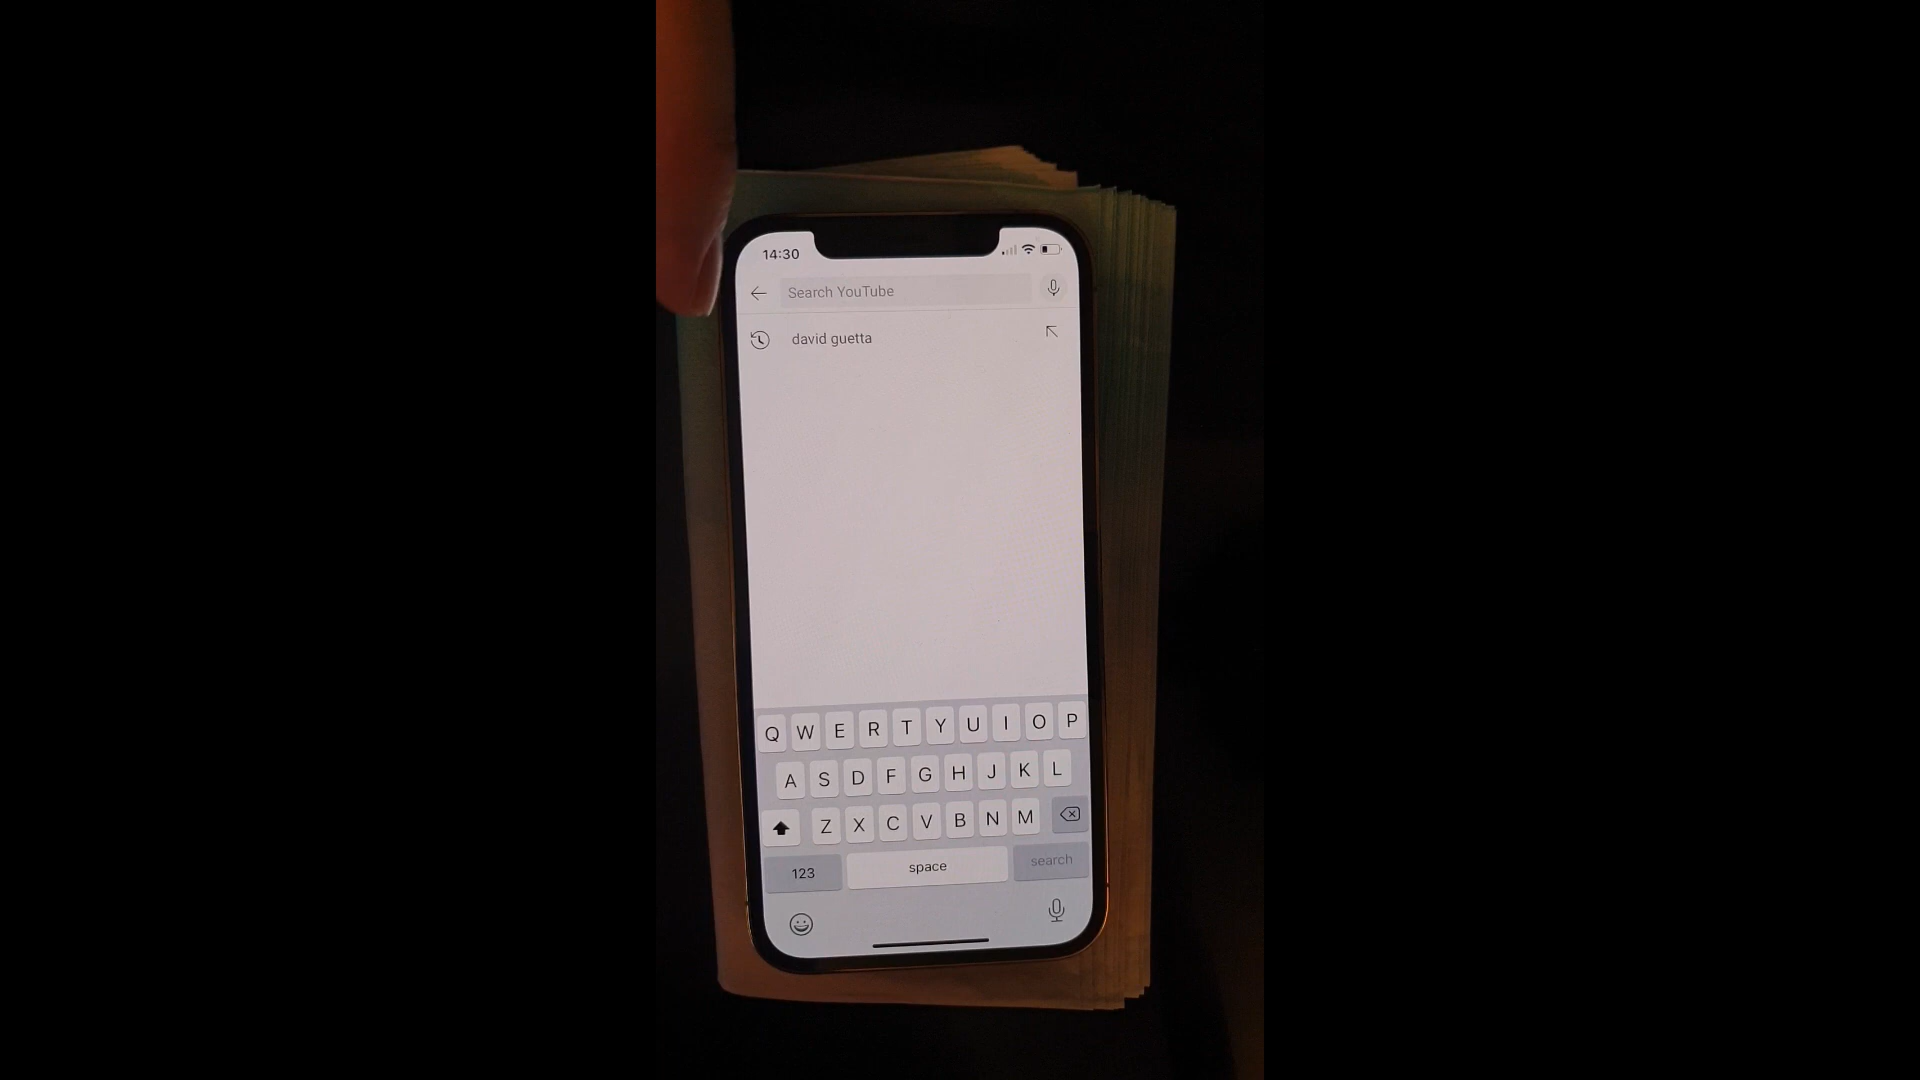 14:30
Search YouTube
david guetta
Q W E R T Y U I O P
A S D F G H J K L
Z X C V B N M
123 space search